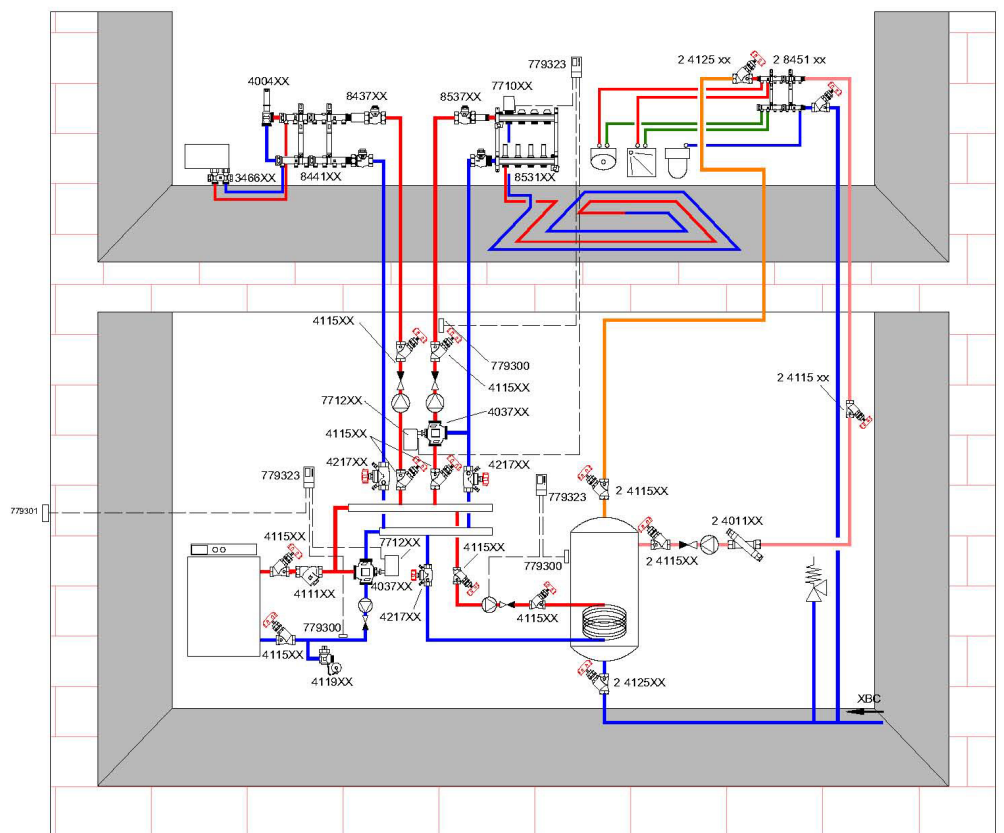 779323
2 4125 xx
2 8451 xx
4004XX
7710XX
8437XX
8537XX
3466XX
8441XX
8531XX
4115XX
779300
4115XX
2 4115 xx
7712XX
4037XX
4115XX
4217XX
4217XX
779323
779323
2 4115XX
779301
2 4011XX
7712XX
4115XX
4115XX
779300
2 4115XX
4111XX
4037XX
4217XX
4115XX
779300
4115XX
4119XX
2 4125XX
ХВС